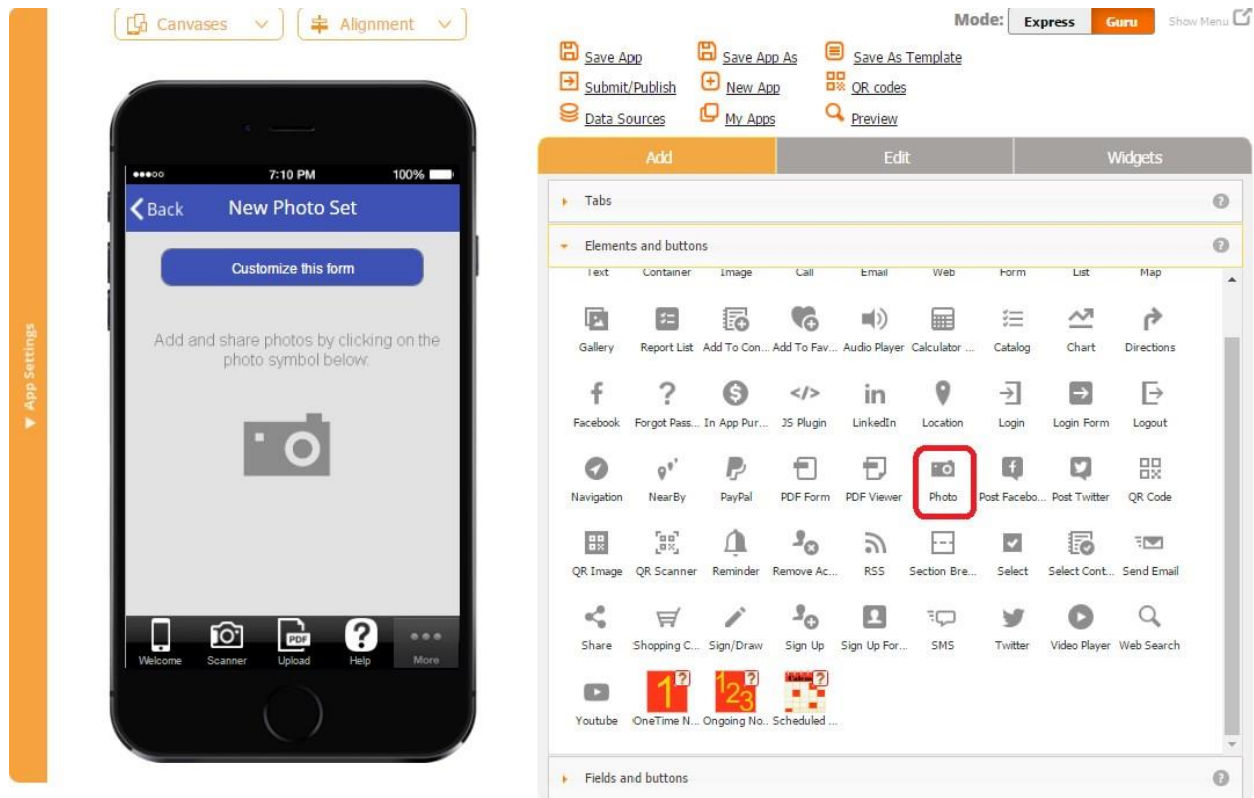 Canvases
Alignment
Mode: Express Guru Show Menu
Save App Save App As Save As Template
Submit/Publish New App QR codes
Data Sources My Apps Preview
Add Edit Widgets
▼ App Settings
7:10 PM 100%
Back New Photo Set
Customize this form
Add and share photos by clicking on the
photo symbol below.
Welcome Scanner PDF Upload ? Help More
Tabs ?
Elements and buttons ?
Text Container Image Call Email Web Form List Map
Gallery Report List Add To Con... Add To Fav... Audio Player Calculator ... Catalog Chart Directions
Facebook Forgot Pass... In App Pur... JS Plugin LinkedIn Location Login Login Form Logout
Navigation NearBy PayPal PDF Form PDF Viewer Photo Post Facebo... Post Twitter QR Code
QR Image QR Scanner Reminder Remove Ac... RSS Section Bre... Select Select Cont... Send Email
Share Shopping C... Sign/Draw Sign Up Sign Up For... SMS Twitter Video Player Web Search
1? 123?
Youtube OneTime N... Ongoing No.. Scheduled ...
Fields and buttons ?